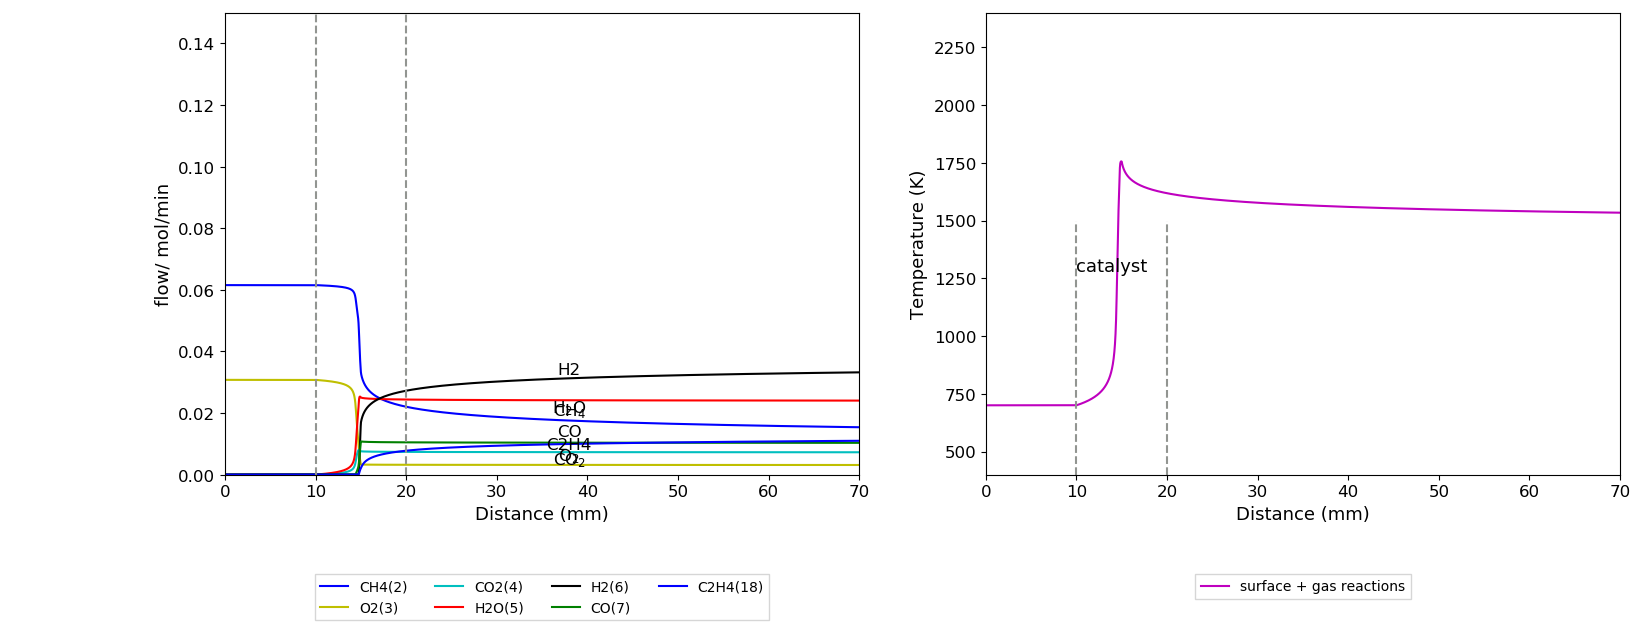 0.14
0.12
0.10
0.08
0.06
0.04
0.02
0.00
flow/ mol/min
H2
H₂O
CH₄
CO
C2H4
O₂
CO₂
0 10 20 30 40 50 60 70
Distance (mm)
CH4(2) CO2(4) H2(6) C2H4(18)
O2(3) H2O(5) CO(7)
2250
2000
1750
1500
1250
1000
750
500
Temperature (K)
catalyst
0 10 20 30 40 50 60 70
Distance (mm)
surface + gas reactions